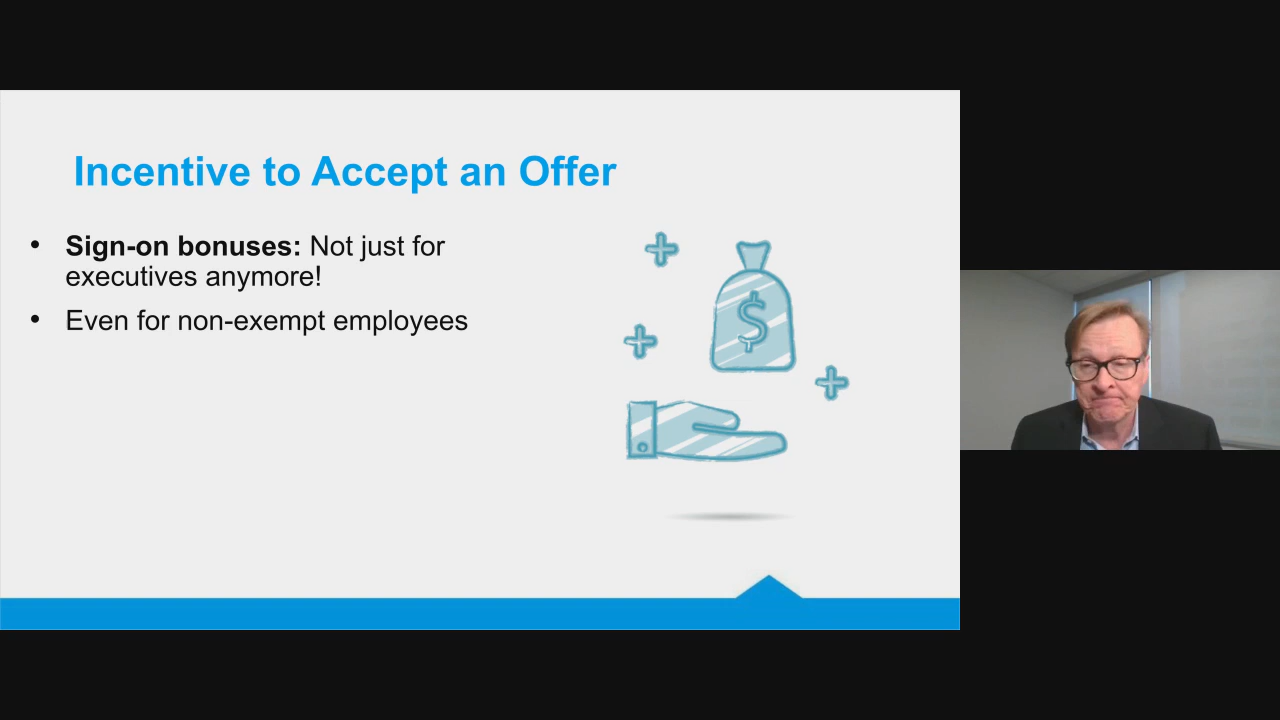 Incentive to Accept an Offer
• Sign-on bonuses: Not just for
executives anymore!
• Even for non-exempt employees
$